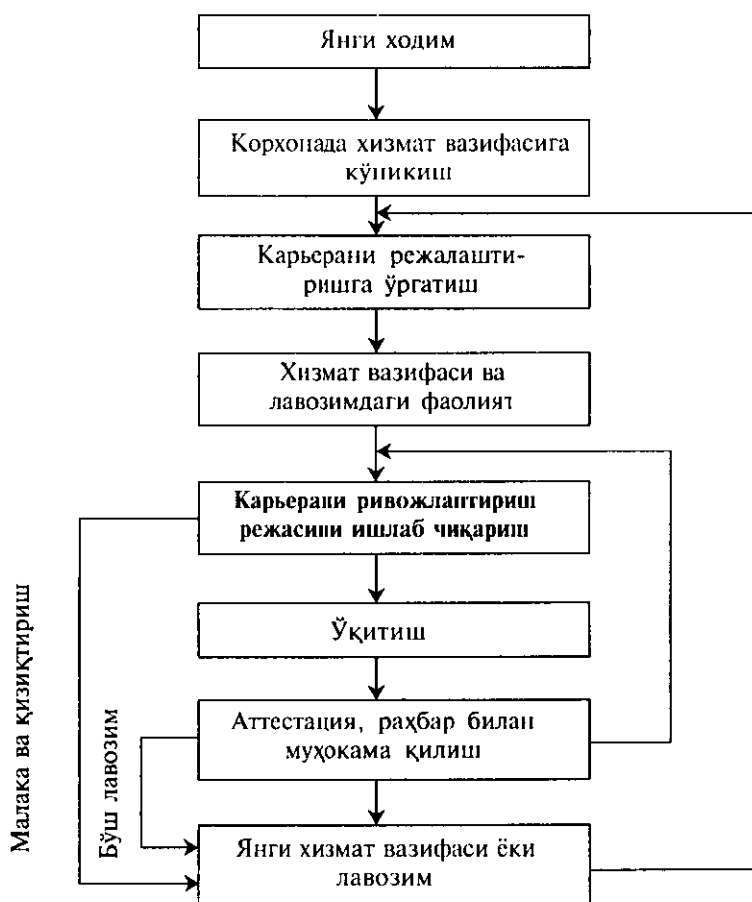 Янги ходим
Корхонада хизмат вазифасига
кўникиш
Карьерани режалашти-
ришга ўргатиш
Хизмат вазифаси ва
лавозимдаги фаолият
Карьерани ривожлантириш
режасини ишлаб чиқариш
Ўқитиш
Аттестация, раҳбар билан
муҳокама қилиш
Янги хизмат вазифаси ёки
лавозим
Малака ва қизиқтириш
Бўш лавозим